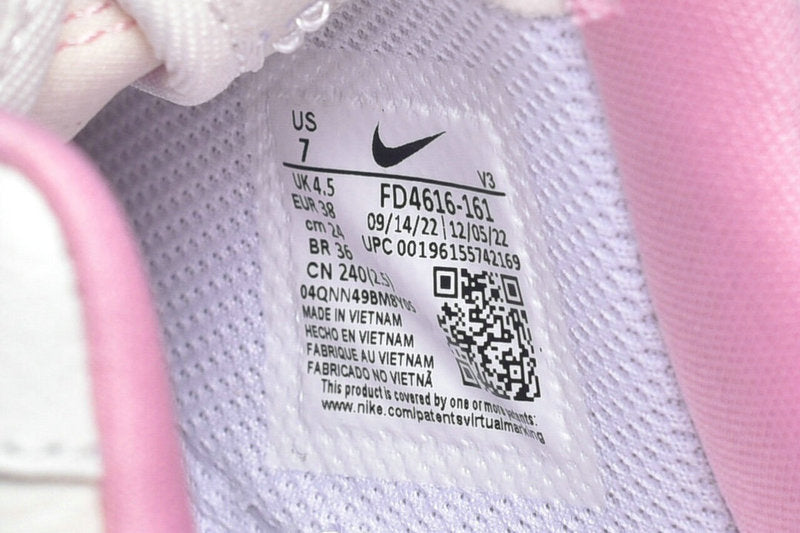 US
7
V3
UK 4.5
EUR 38
cm 24
BR 36
CN 240(2.5)
FD4616-161
09/14/22 | 12/05/22
UPC 00196155742169
04QNN49BM8Y05
MADE IN VIETNAM
HECHO EN VIETNAM
FABRIQUE AU VIETNAM
FABRICADO NO VIETNÃ
This product is covered by one or more patents:
www.nike.com/patentsvirtualmarking